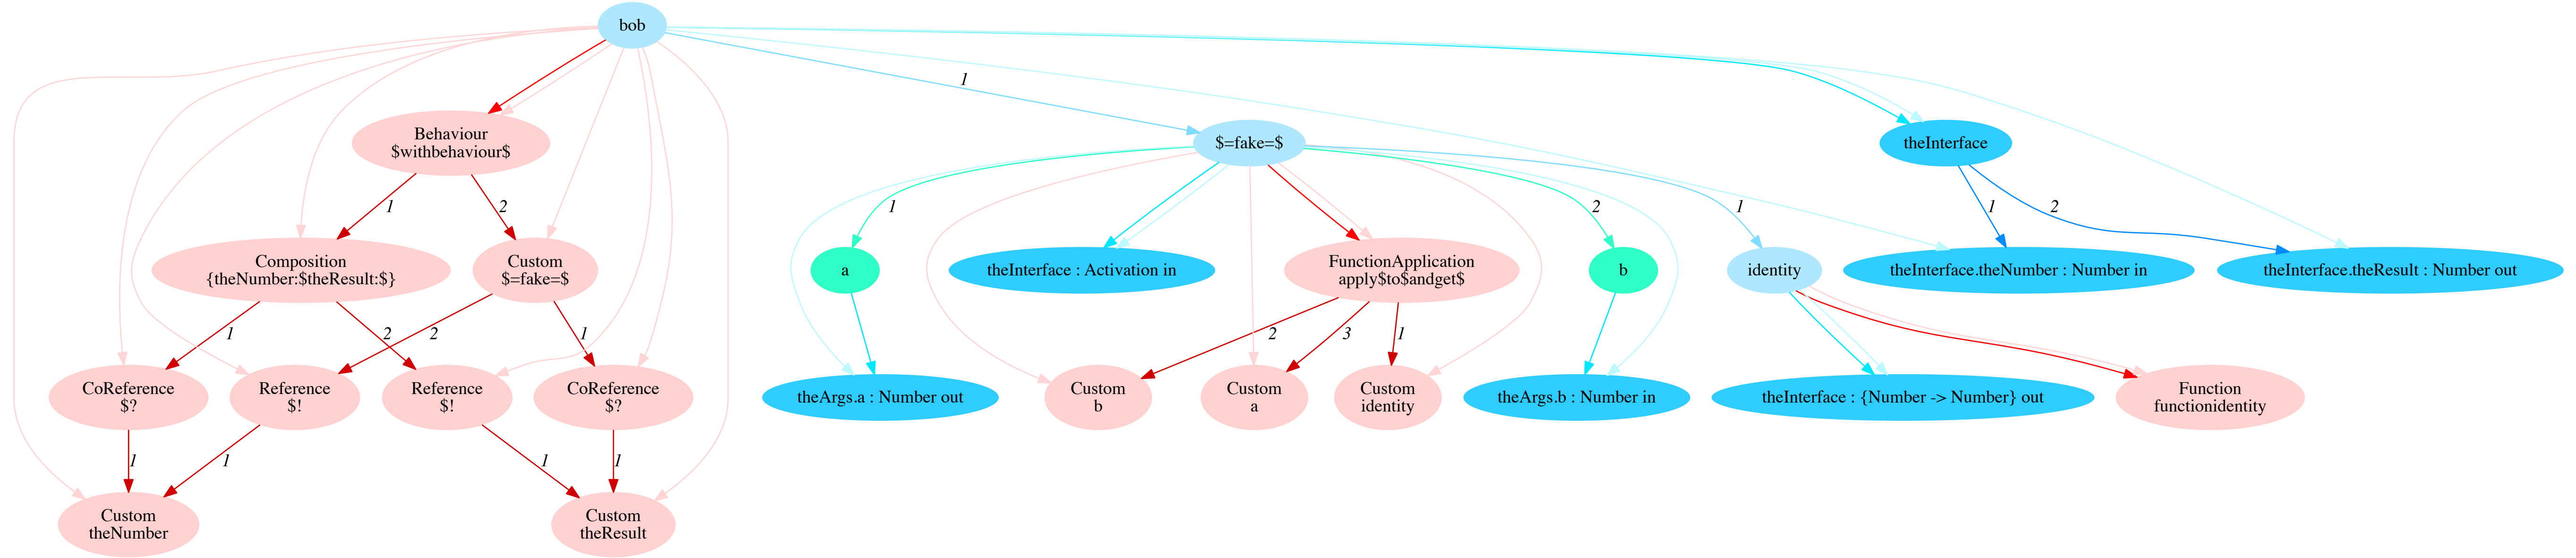 bob
1
Behaviour
$withbehaviour$
$=fake=$
theInterface
1
2
1
2
1
1
2
Composition
{theNumber:$theResult:$}
Custom
$=fake=$
a
theInterface : Activation in
FunctionApplication
apply$to$andget$
b
identity
theInterface.theNumber : Number in
theInterface.theResult : Number out
1
2
2
1
2
3
1
CoReference
$?
Reference
$!
Reference
$!
CoReference
$?
theArgs.a : Number out
Custom
b
Custom
a
Custom
identity
theArgs.b : Number in
theInterface : {Number -> Number} out
Function
functionidentity
1
1
1
1
Custom
theNumber
Custom
theResult